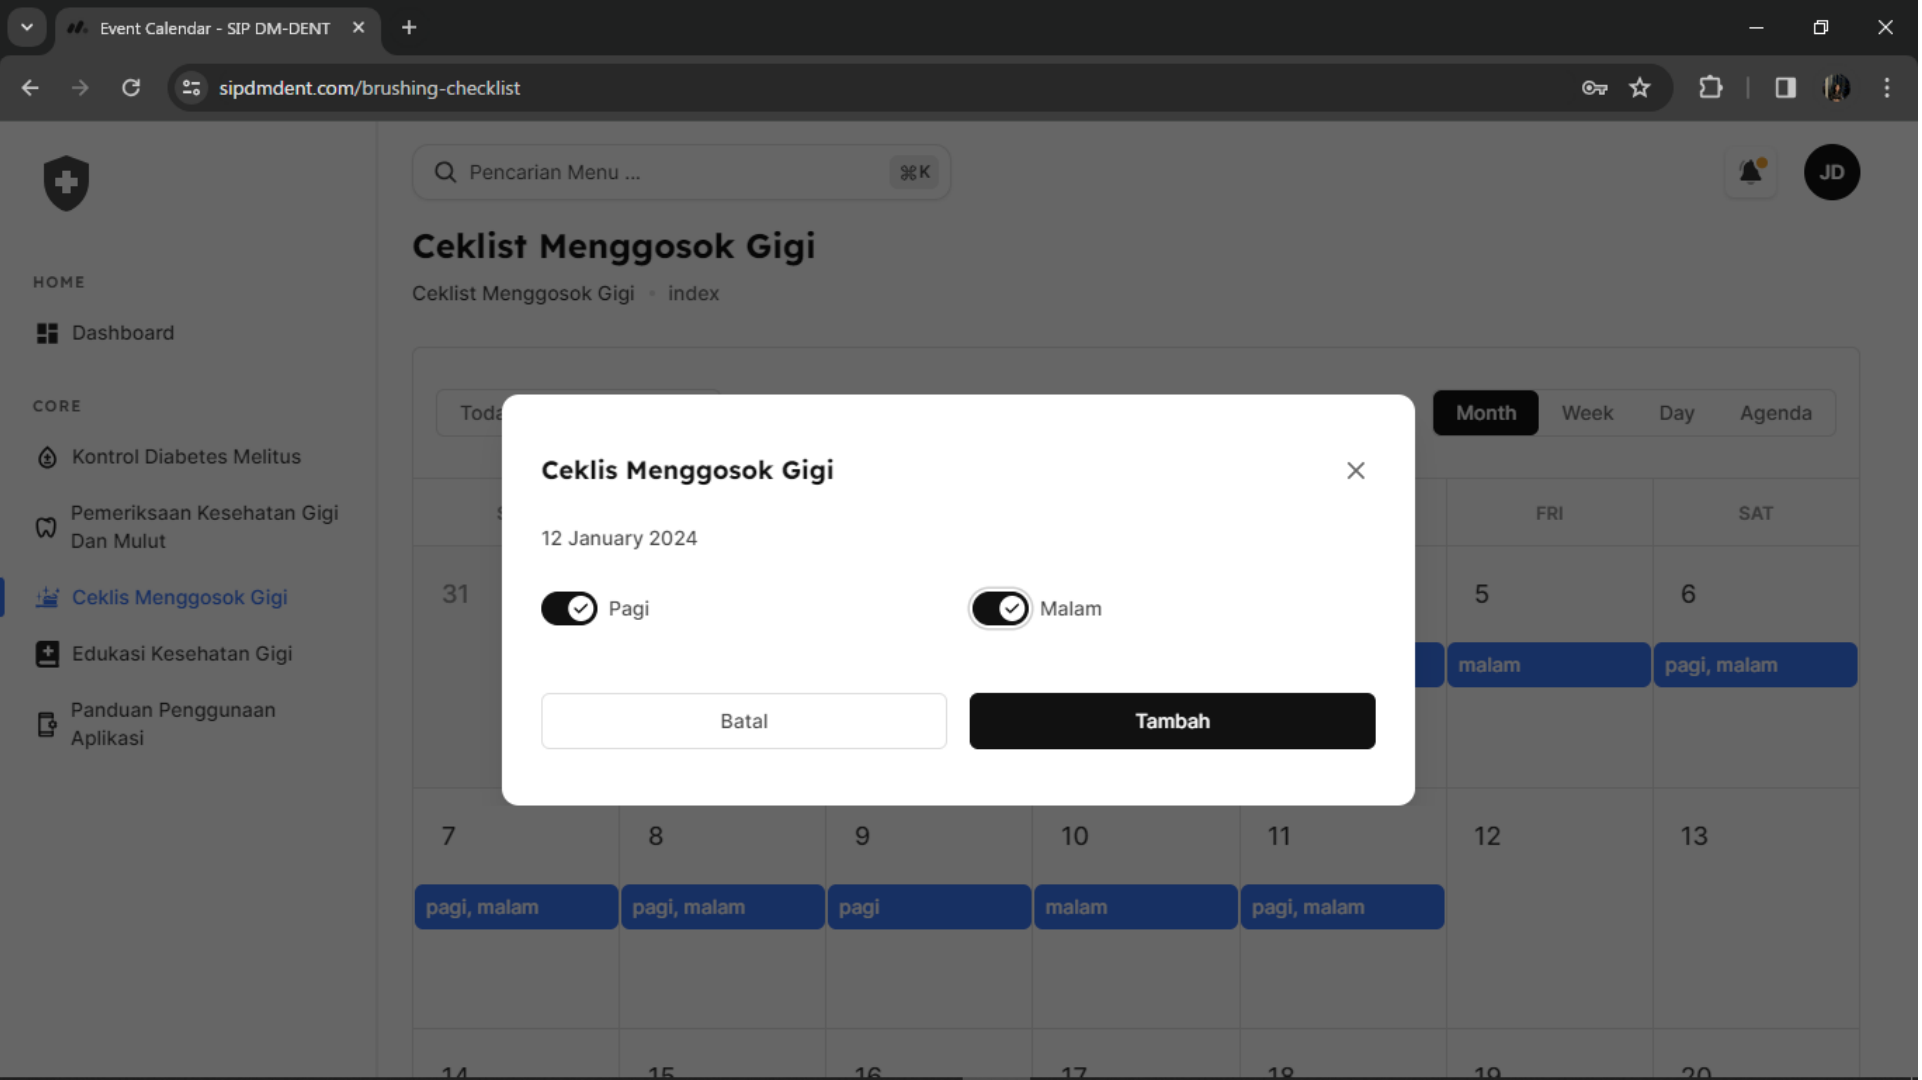 Event Calendar - SIP DM-DENT
sipdmdent.com/brushing-checklist
Pencarian Menu ...
⌘K
JD
Ceklist Menggosok Gigi
Ceklist Menggosok Gigi • index
HOME
Dashboard
CORE
Kontrol Diabetes Melitus
Pemeriksaan Kesehatan Gigi
Dan Mulut
Ceklis Menggosok Gigi
Edukasi Kesehatan Gigi
Panduan Penggunaan
Aplikasi
Month Week Day Agenda
Ceklis Menggosok Gigi
12 January 2024
Pagi Malam
Batal Tambah
FRI SAT
31 5 6
malam pagi, malam
7 8 9 10 11 12 13
pagi, malam pagi, malam pagi malam pagi, malam
14 15 16 17 18 19 20